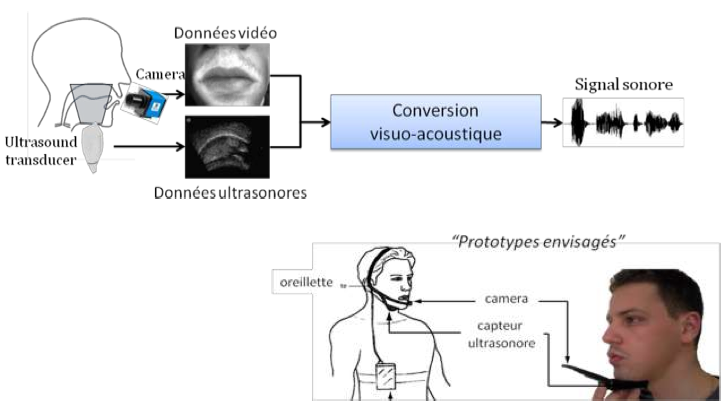 Données vidéo
Camera
Signal sonore
Conversion
visuo-acoustique
Ultrasound
transducer
Données ultrasonores
“Prototypes envisagés”
oreillette
camera
capteur
ultrasonore